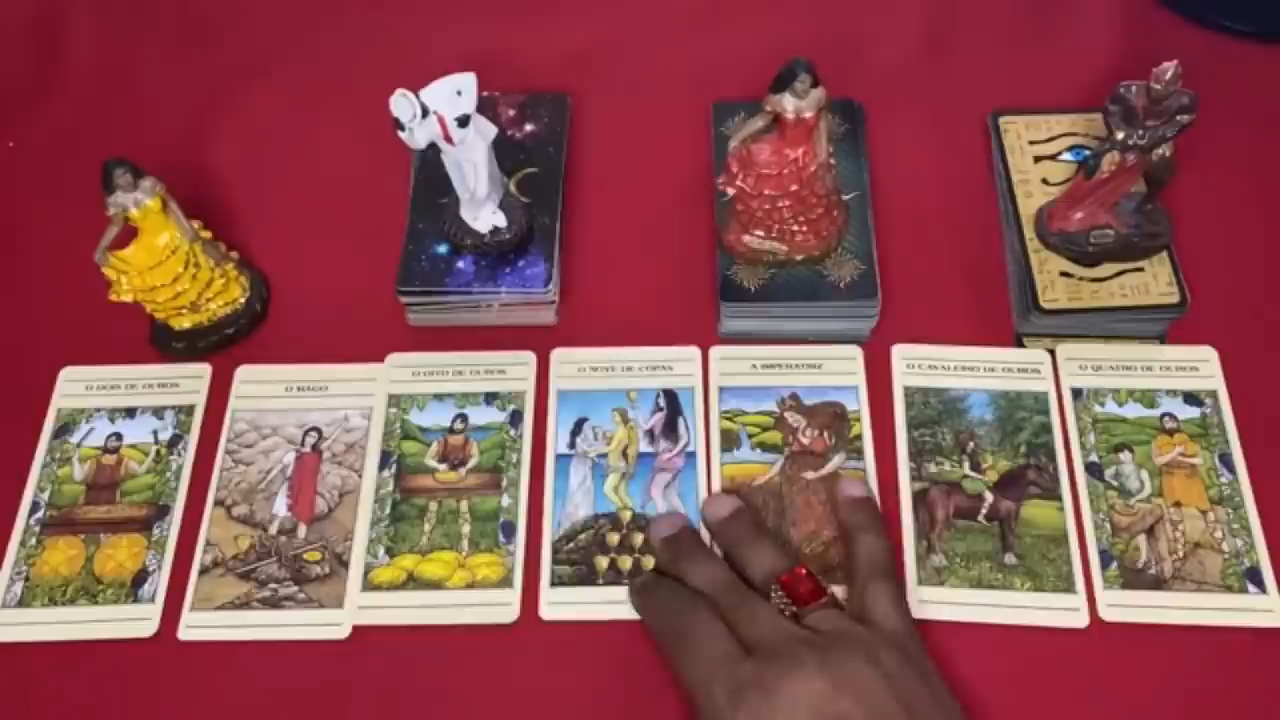 O DOIS DE OUROS
O MAGO
O OITO DE OUROS
O NOVE DE COPAS
A IMPERATRIZ
O CAVALEIRO DE OUROS
O QUATRO DE OUROS